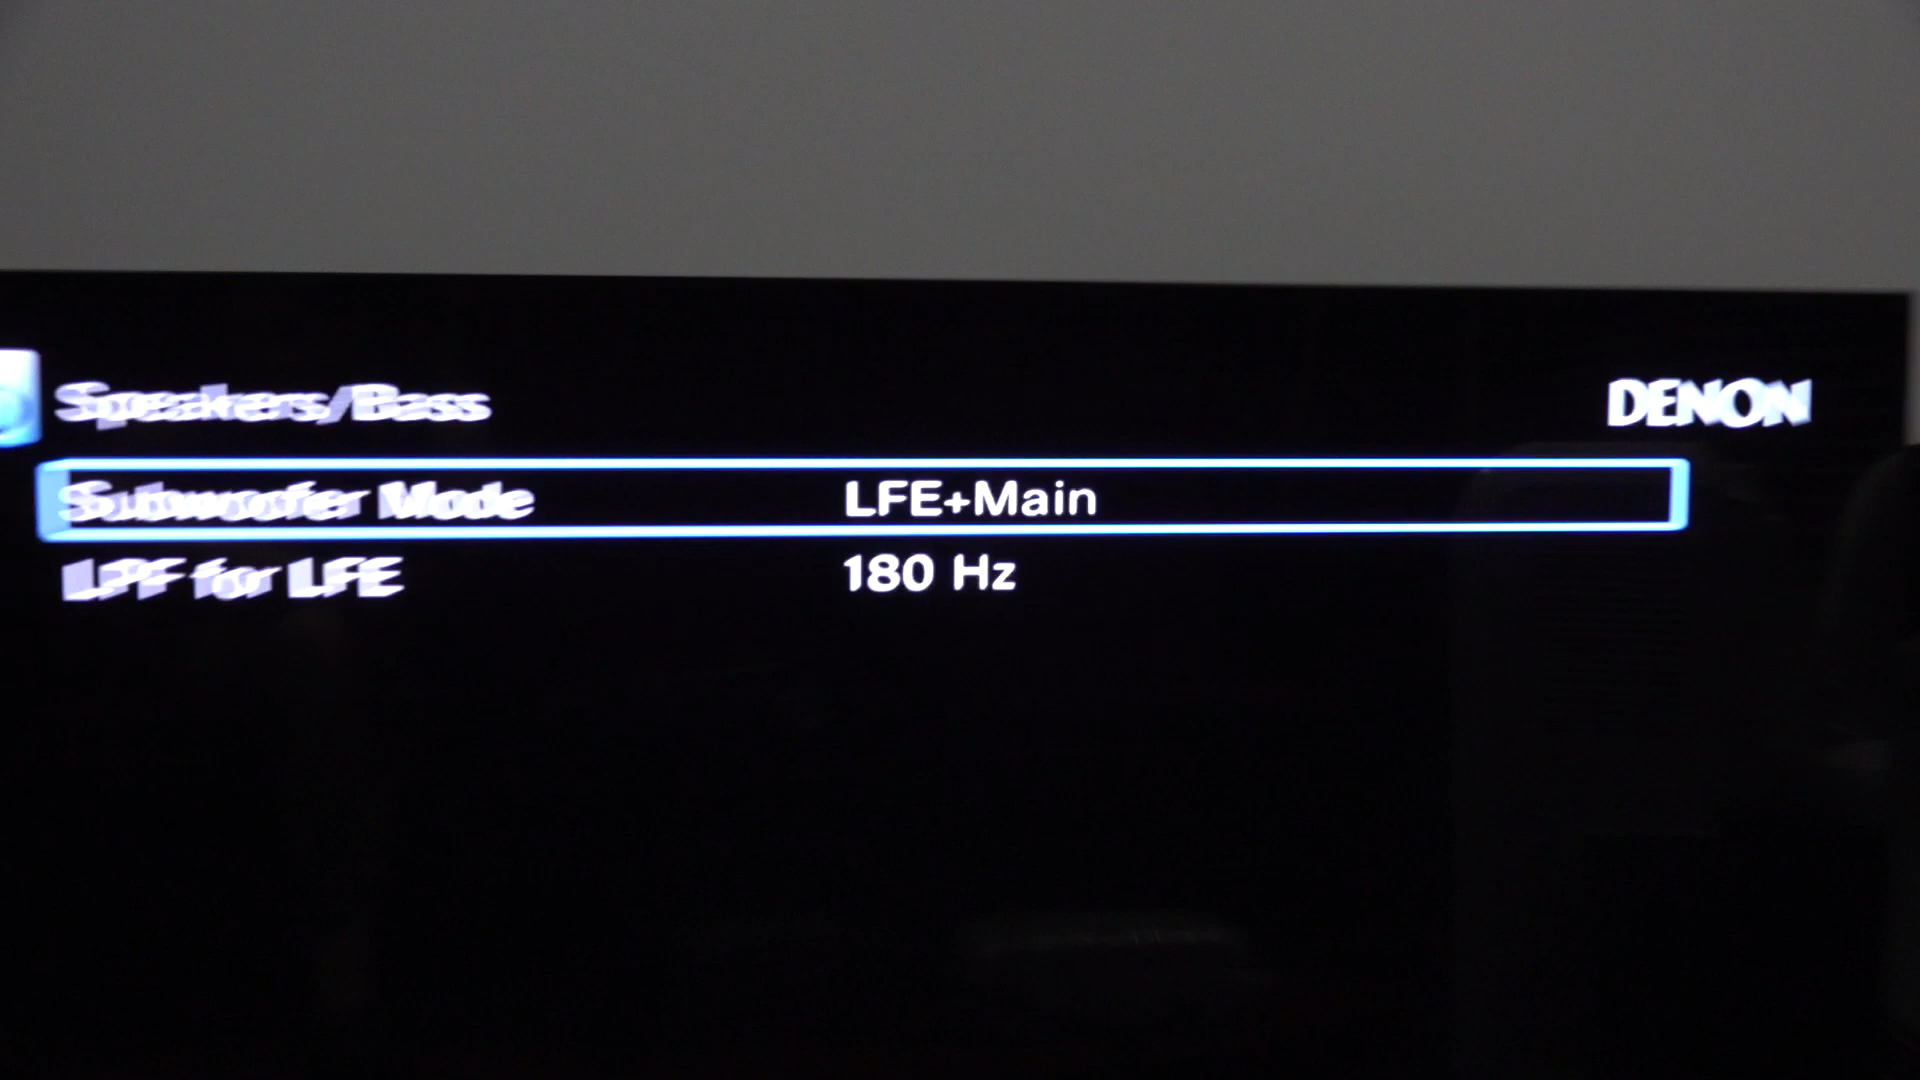 Speakers/Bass
DENON
Subwoofer Mode LFE+Main
LPF for LFE 180 Hz